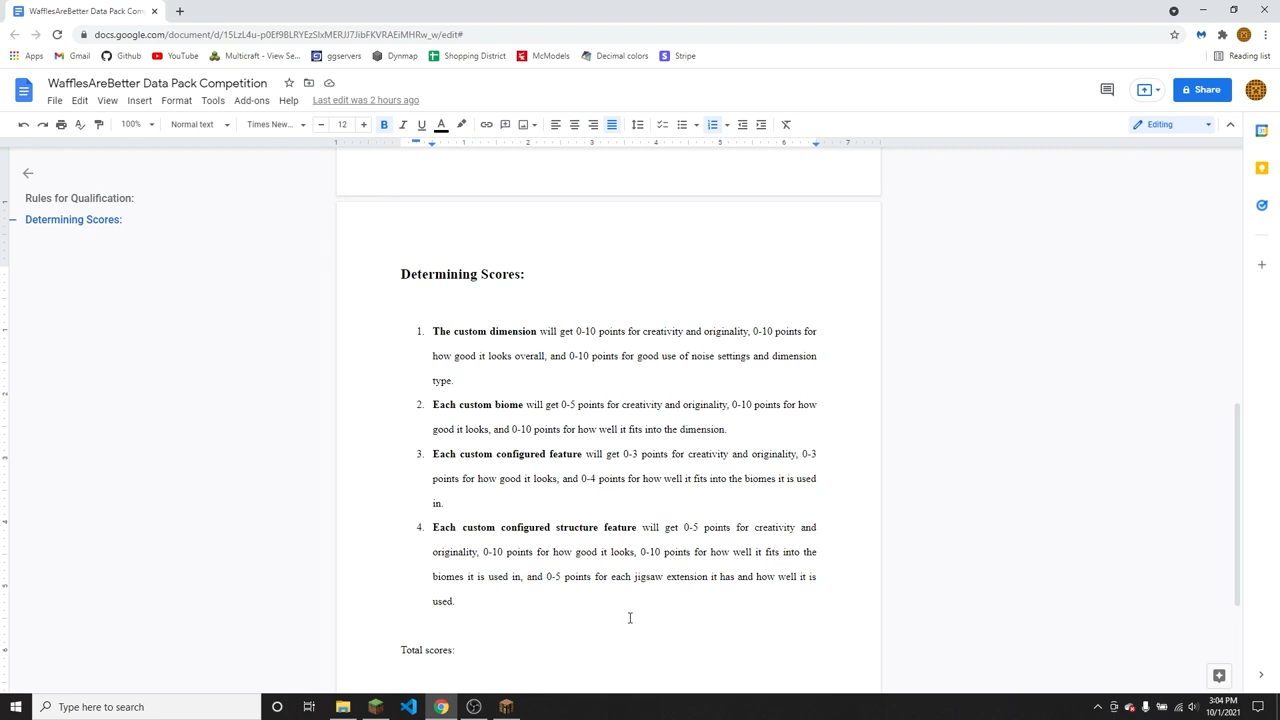 WafflesAreBetter Data Pack Comp
docs.google.com/document/d/15LzL4u-p0Ef9BLRYEzSlxMERJJ7JibFKVRAEiMHRw_w/edit#
Apps
Gmail
Github
YouTube
Multicraft - View Se...
ggservers
Dynmap
Shopping District
McModels
Decimal colors
Stripe
Reading list
WafflesAreBetter Data Pack Competition
File Edit View Insert Format Tools Add-ons Help Last edit was 2 hours ago
Share
100% Normal text Times New... 12 B I U A
Editing
1 1 2 3 4 5 6 7
Rules for Qualification:
Determining Scores:
Determining Scores:
1. The custom dimension will get 0-10 points for creativity and originality, 0-10 points for
how good it looks overall, and 0-10 points for good use of noise settings and dimension
type.
2. Each custom biome will get 0-5 points for creativity and originality, 0-10 points for how
good it looks, and 0-10 points for how well it fits into the dimension.
3. Each custom configured feature will get 0-3 points for creativity and originality, 0-3
points for how good it looks, and 0-4 points for how well it fits into the biomes it is used
in.
4. Each custom configured structure feature will get 0-5 points for creativity and
originality, 0-10 points for how good it looks, 0-10 points for how well it fits into the
biomes it is used in, and 0-5 points for each jigsaw extension it has and how well it is
used.
Total scores:
Type here to search
3:04 PM
10/1/2021